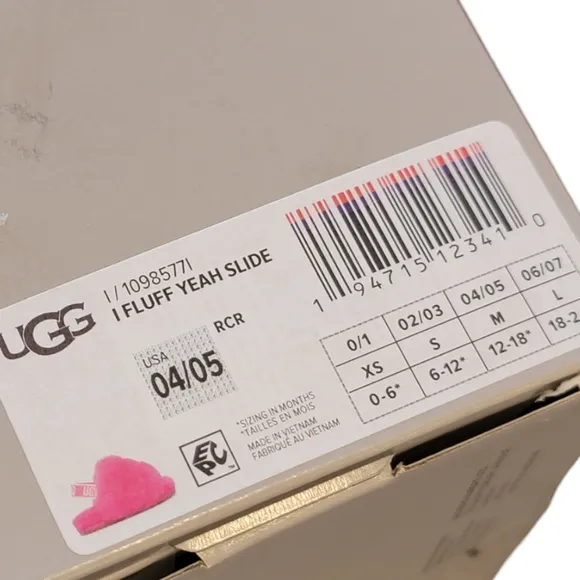 UGG
I/1098577I
I FLUFF YEAH SLIDE
USA
04/05
RCR
*SIZING IN MONTHS
*TAILLES EN MOIS
MADE IN VIETNAM
FABRIQUÉ AU VIETNAM
EPC
1 94715 12341 0
0/1 02/03 04/05 06/07
XS S M L
0-6* 6-12* 12-18*